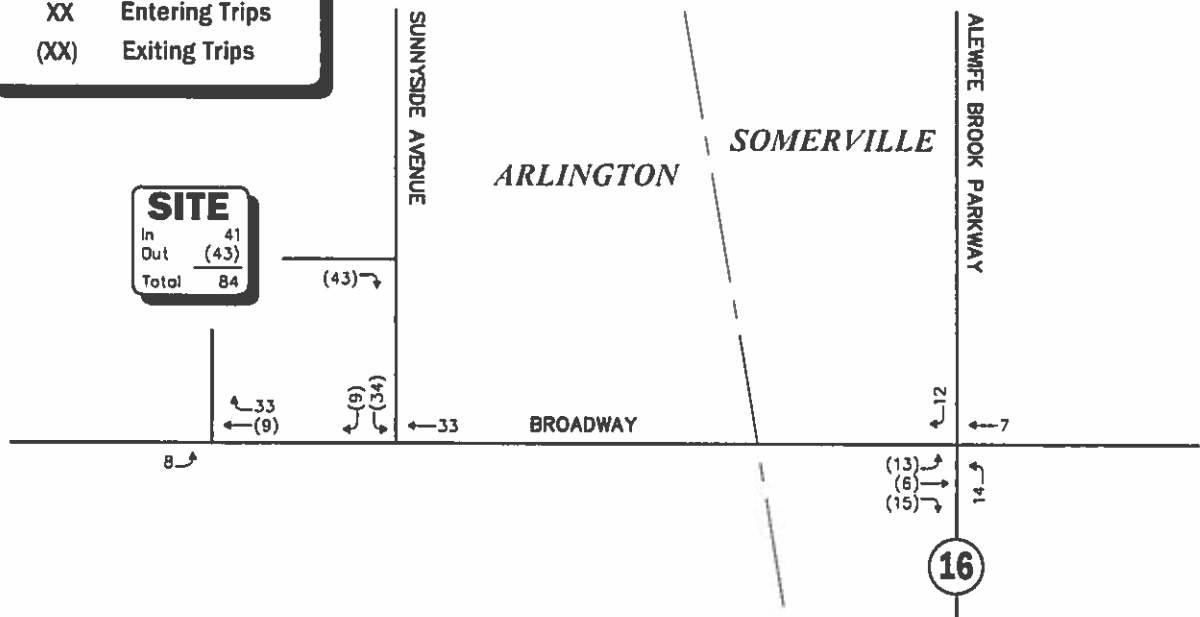 XX Entering Trips
(XX) Exiting Trips
SUNNYSIDE AVENUE
ALEWIFE BROOK PARKWAY
SOMERVILLE
ARLINGTON
SITE
In 41
Out (43)
Total 84
(43)
33
(9)
(9)
(34)
33
BROADWAY
12
7
8
(13)
(6)
(15)
14
16